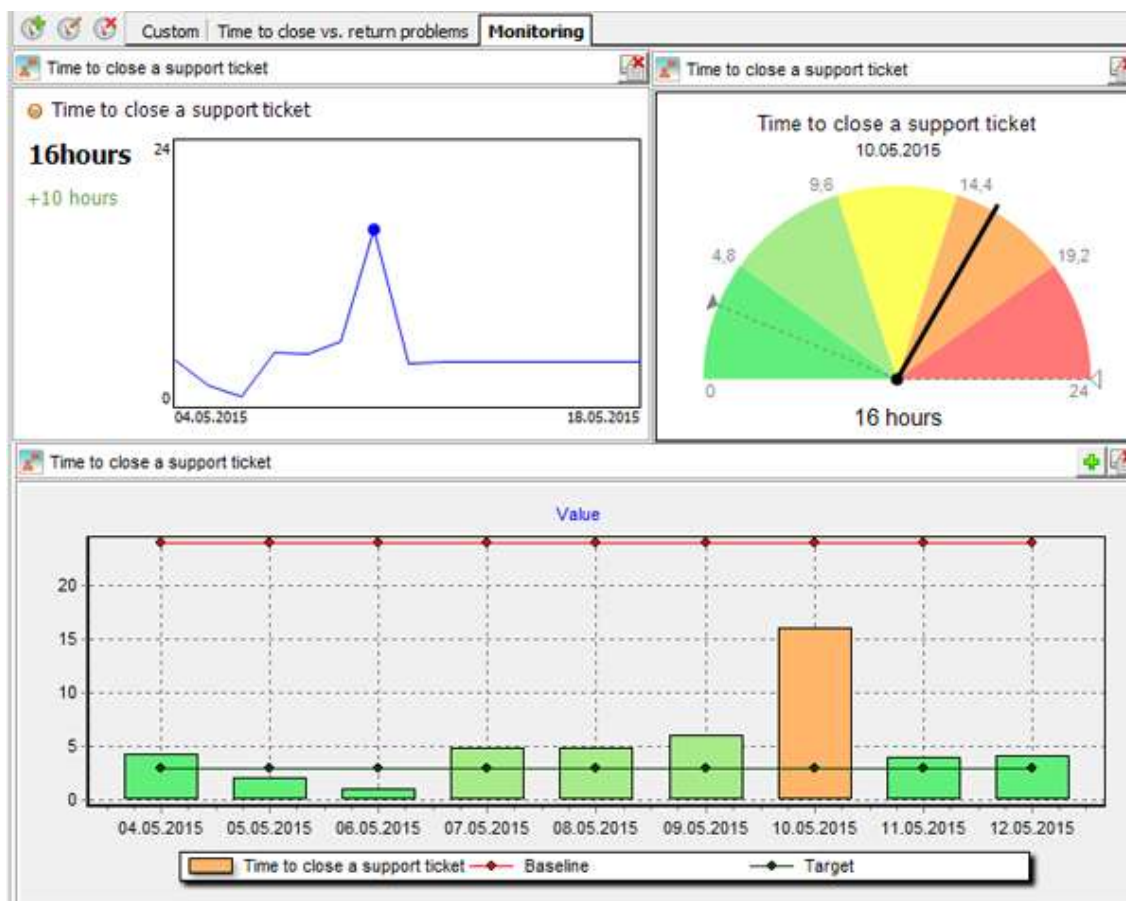 Custom Time to close vs. return problems Monitoring
Time to close a support ticket
Time to close a support ticket
16hours
+10 hours
24
0
04.05.2015 18.05.2015
Time to close a support ticket
Time to close a support ticket
10.05.2015
9,6 14,4
4,8 19,2
0 24
16 hours
Time to close a support ticket
Value
20
15
10
5
0
04.05.2015 05.05.2015 06.05.2015 07.05.2015 08.05.2015 09.05.2015 10.05.2015 11.05.2015 12.05.2015
Time to close a support ticket Baseline Target